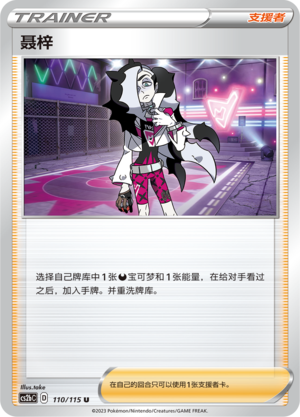 TRAINER 支援者
聂梓
选择自己牌库中1张宝可梦和1张能量，在给对手看过
之后，加入手牌。并重洗牌库。
Illus.take
cs2b C D 110/115 U
在自己的回合只可以使用1张支援者卡。
©2023 Pokémon/Nintendo/Creatures/GAME FREAK.